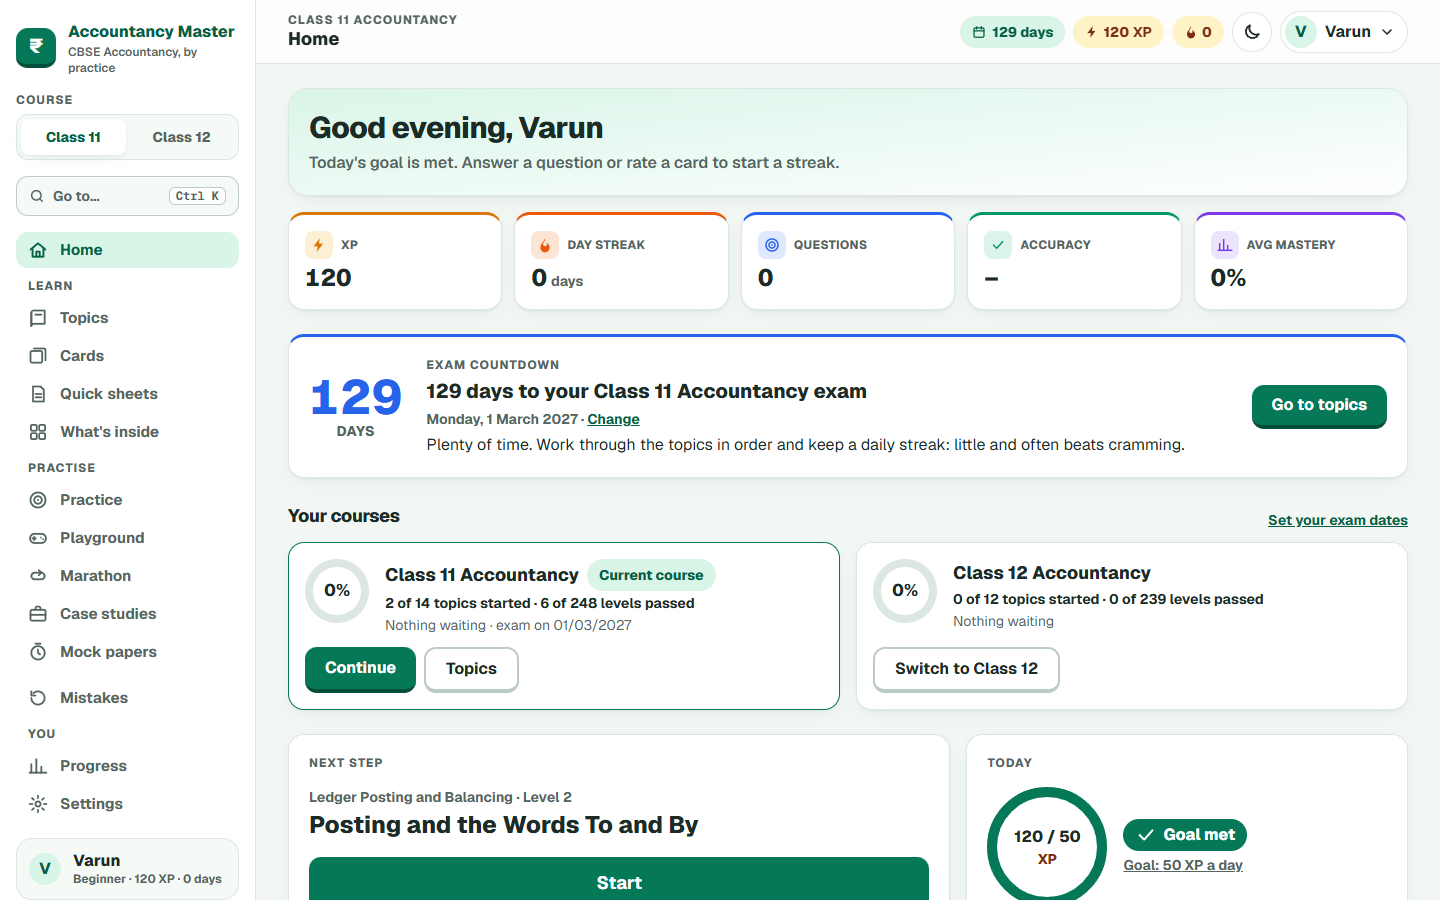 Accountancy Master
CBSE Accountancy, by
practice
COURSE
Class 11
Class 12
Go to...
Ctrl K
Home
LEARN
Topics
Cards
Quick sheets
What's inside
PRACTISE
Practice
Playground
Marathon
Case studies
Mock papers
Mistakes
YOU
Progress
Settings
V
Varun
Beginner · 120 XP · 0 days
CLASS 11 ACCOUNTANCY
Home
129 days
120 XP
0
V
Varun
Good evening, Varun
Today's goal is met. Answer a question or rate a card to start a streak.
XP
120
DAY STREAK
0 days
QUESTIONS
0
ACCURACY
–
AVG MASTERY
0%
129
DAYS
EXAM COUNTDOWN
129 days to your Class 11 Accountancy exam
Monday, 1 March 2027 · Change
Plenty of time. Work through the topics in order and keep a daily streak: little and often beats cramming.
Go to topics
Your courses
Set your exam dates
0%
Class 11 Accountancy
Current course
2 of 14 topics started · 6 of 248 levels passed
Nothing waiting · exam on 01/03/2027
Continue
Topics
0%
Class 12 Accountancy
0 of 12 topics started · 0 of 239 levels passed
Nothing waiting
Switch to Class 12
NEXT STEP
Ledger Posting and Balancing · Level 2
Posting and the Words To and By
Start
TODAY
120 / 50
XP
Goal met
Goal: 50 XP a day